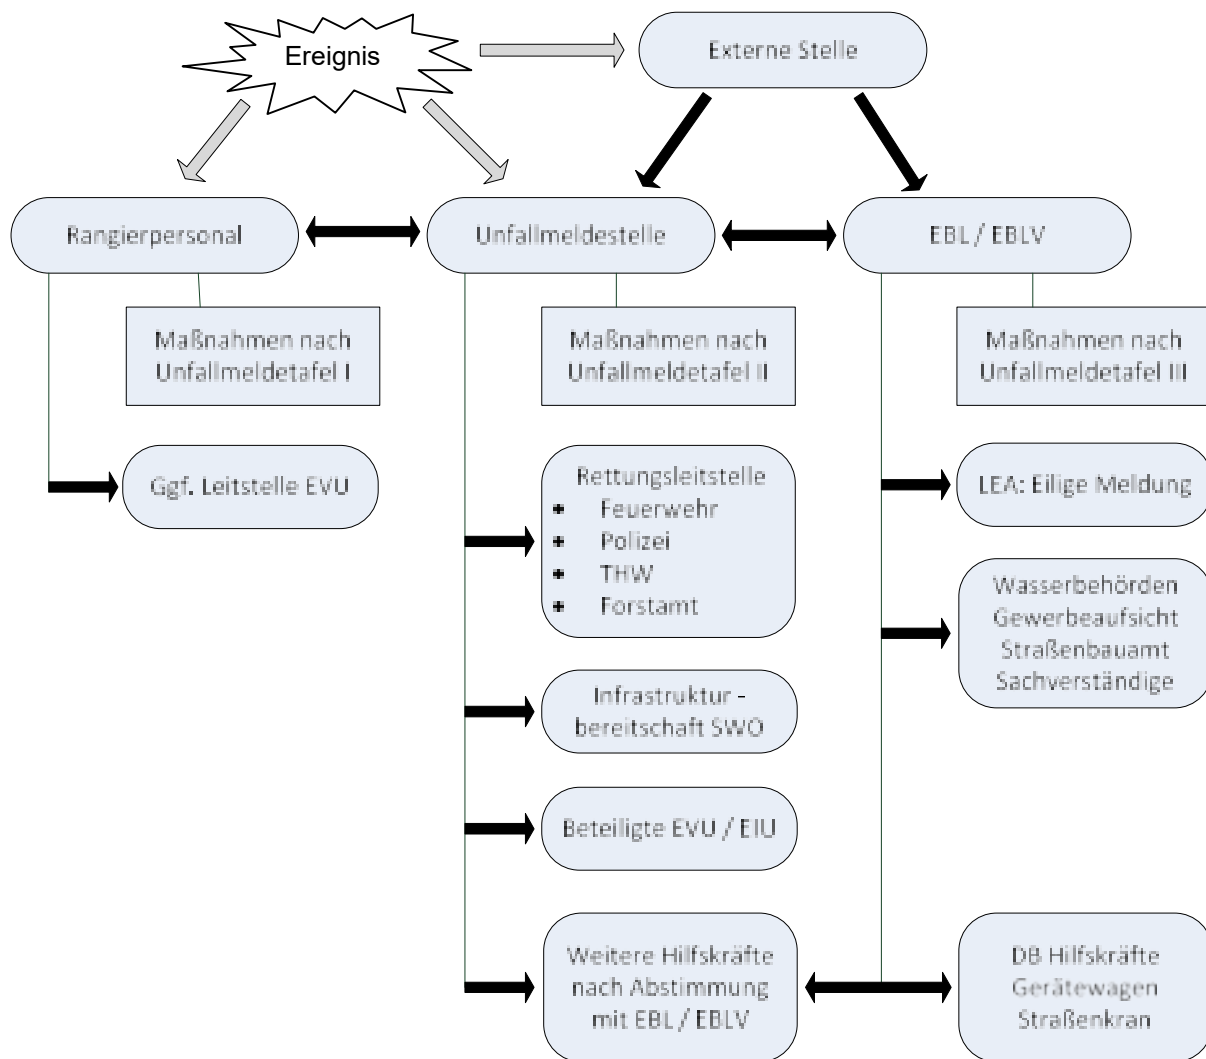 Ereignis
Externe Stelle
Rangierpersonal
Unfallmeldestelle
EBL / EBLV
Maßnahmen nach
Unfallmeldetafel I
Maßnahmen nach
Unfallmeldetafel II
Maßnahmen nach
Unfallmeldetafel III
Ggf. Leitstelle EVU
Rettungsleitstelle
• Feuerwehr
• Polizei
• THW
• Forstamt
LEA: Eilige Meldung
Wasserbehörden
Gewerbeaufsicht
Straßenbauamt
Sachverständige
Infrastruktur -
bereitschaft SWO
Beteiligte EVU / EIU
Weitere Hilfskräfte
nach Abstimmung
mit EBL / EBLV
DB Hilfskräfte
Gerätewagen
Straßenkran